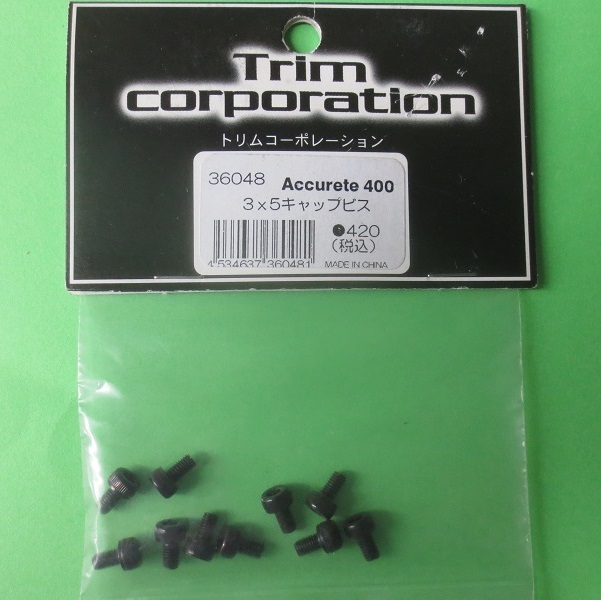 Trim
corporation
トリムコーポレーション
36048 Accurete 400
3x5キャップビス
●420
(税込)
4 534637 360481
MADE IN CHINA